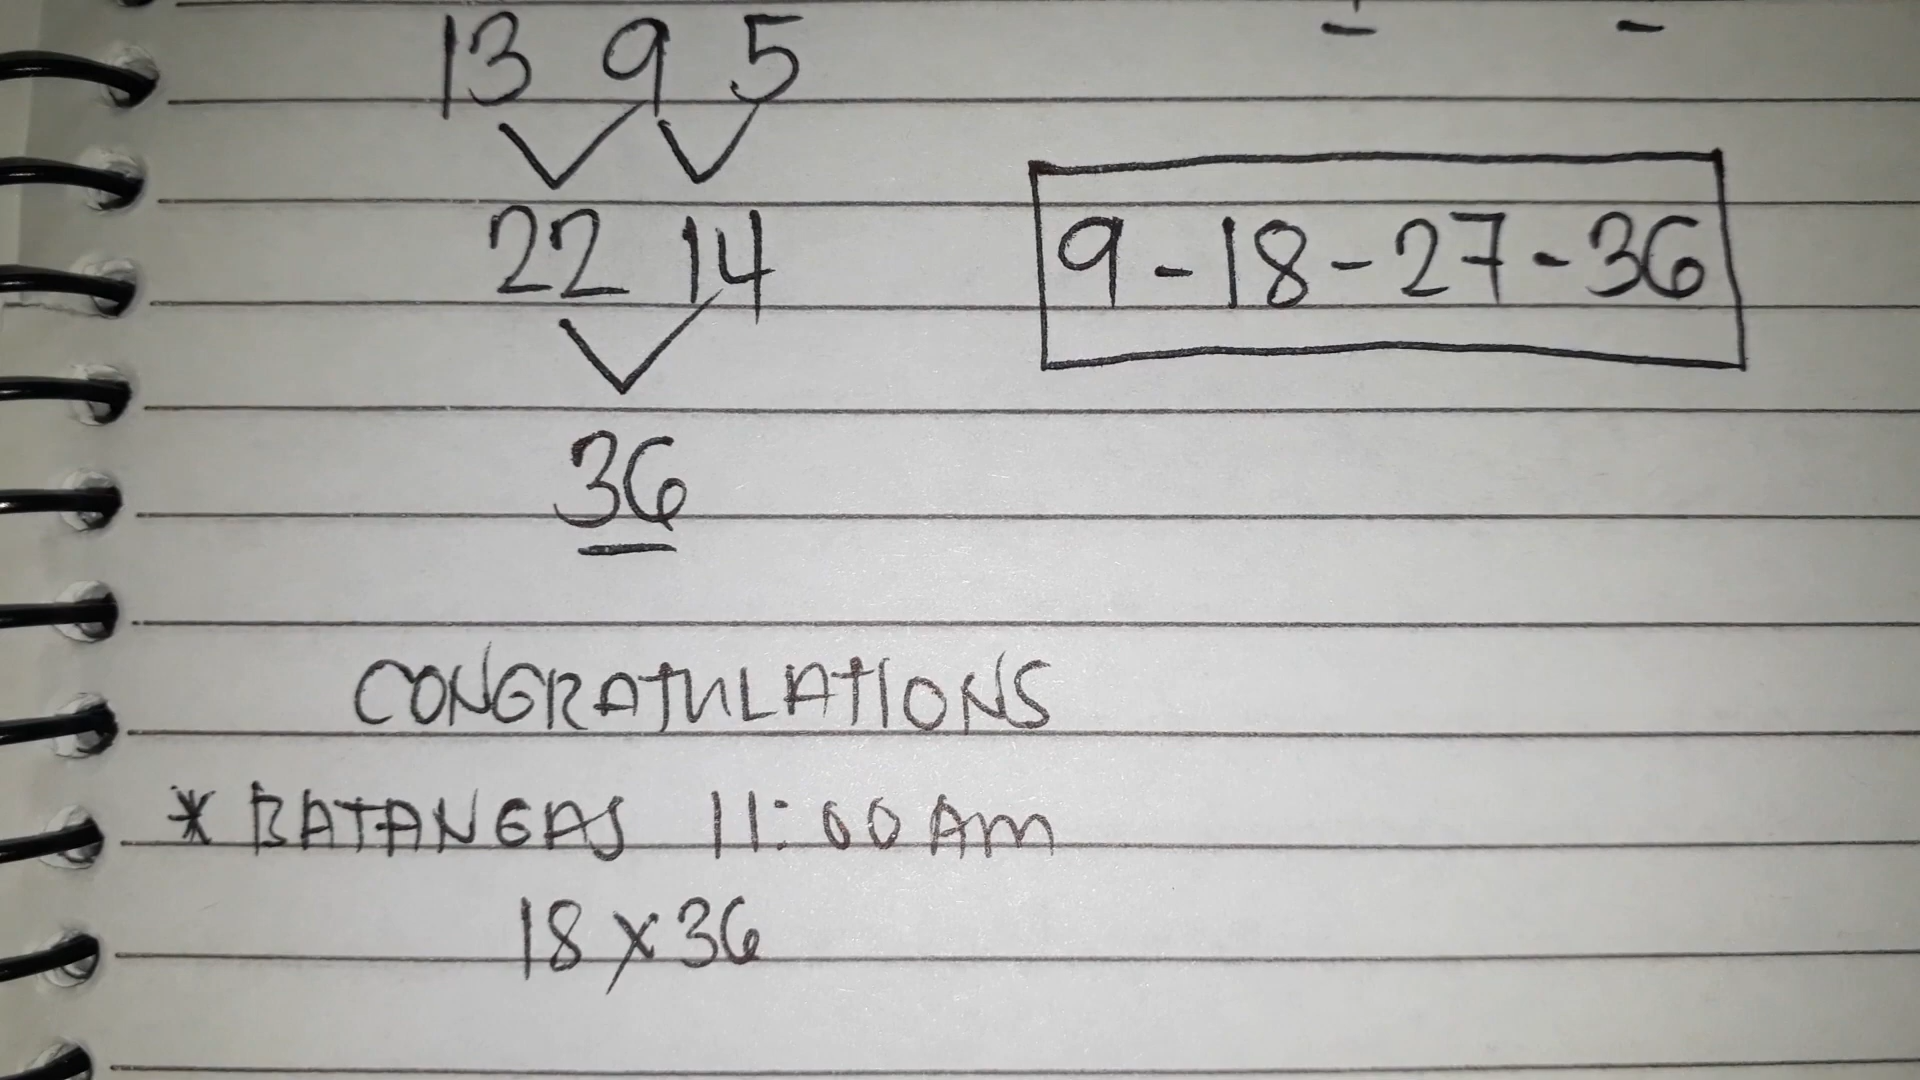 13 9 5
22 14
9 - 18 - 27 - 36
36
CONGRATULATIONS
* BATANGAS 11:00 AM
18 x 36